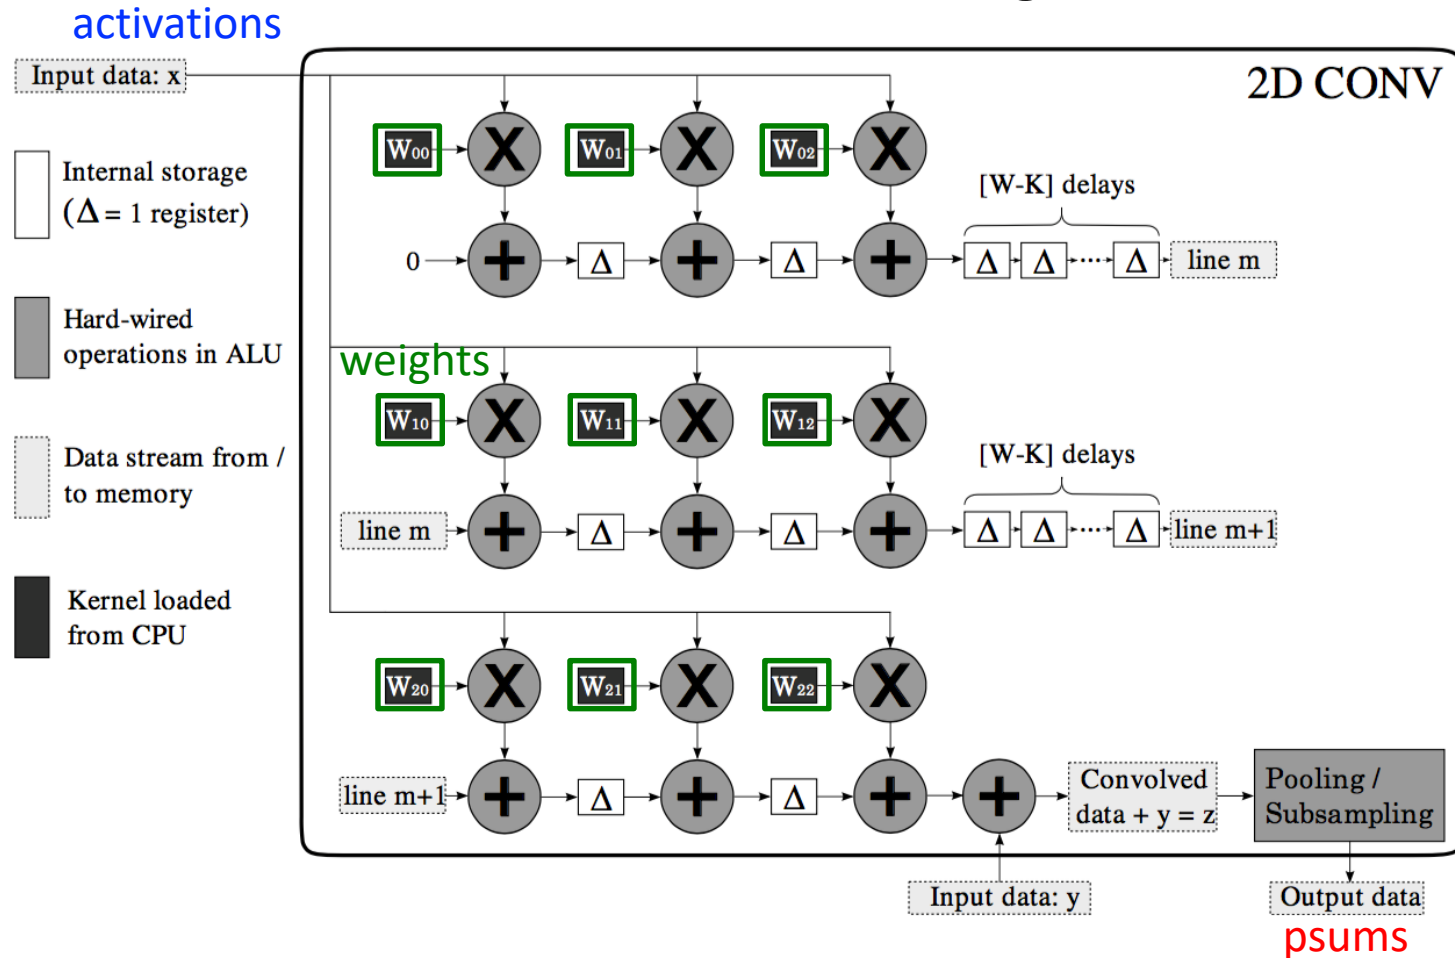 activations
Input data: x
2D CONV
Internal storage
(Δ = 1 register)
Hard-wired
operations in ALU
Data stream from /
to memory
Kernel loaded
from CPU
W00 X W01 X W02 X
[W-K] delays
0 + Δ + Δ + Δ Δ ... Δ line m
weights
W10 X W11 X W12 X
[W-K] delays
line m + Δ + Δ + Δ Δ ... Δ line m+1
W20 X W21 X W22 X
line m+1 + Δ + Δ + +
Convolved
data + y = z
Pooling /
Subsampling
Input data: y
Output data
psums